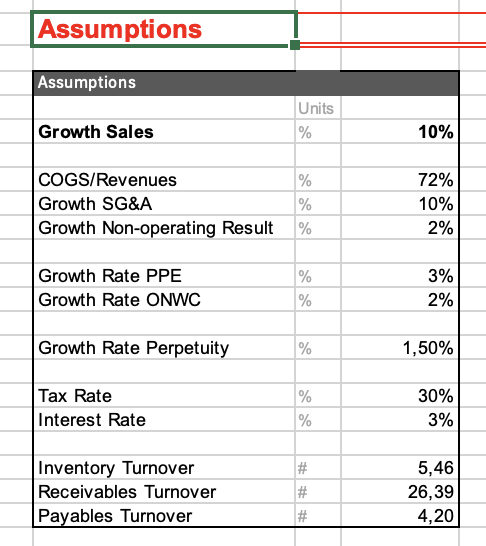 Assumptions
Assumptions
Units
Growth Sales % 10%
COGS/Revenues % 72%
Growth SG&A % 10%
Growth Non-operating Result % 2%
Growth Rate PPE % 3%
Growth Rate ONWC % 2%
Growth Rate Perpetuity % 1,50%
Tax Rate % 30%
Interest Rate % 3%
Inventory Turnover # 5,46
Receivables Turnover # 26,39
Payables Turnover # 4,20